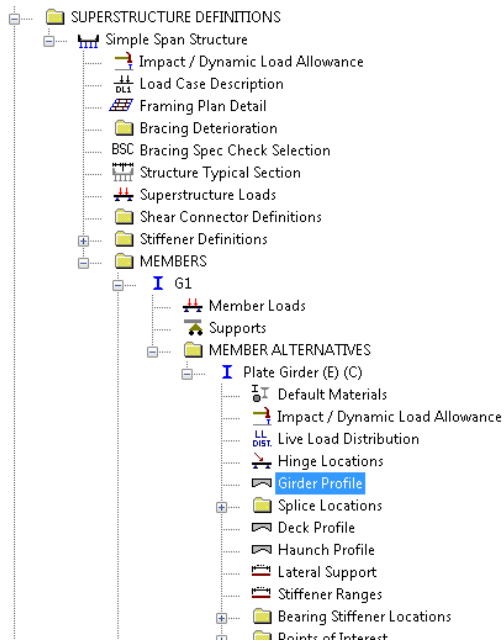 SUPERSTRUCTURE DEFINITIONS
Simple Span Structure
Impact / Dynamic Load Allowance
DL1 Load Case Description
Framing Plan Detail
Bracing Deterioration
BSC Bracing Spec Check Selection
Structure Typical Section
Superstructure Loads
Shear Connector Definitions
Stiffener Definitions
MEMBERS
G1
Member Loads
Supports
MEMBER ALTERNATIVES
Plate Girder (E) (C)
Default Materials
Impact / Dynamic Load Allowance
LL DIST. Live Load Distribution
Hinge Locations
Girder Profile
Splice Locations
Deck Profile
Haunch Profile
Lateral Support
Stiffener Ranges
Bearing Stiffener Locations
Points of Interest